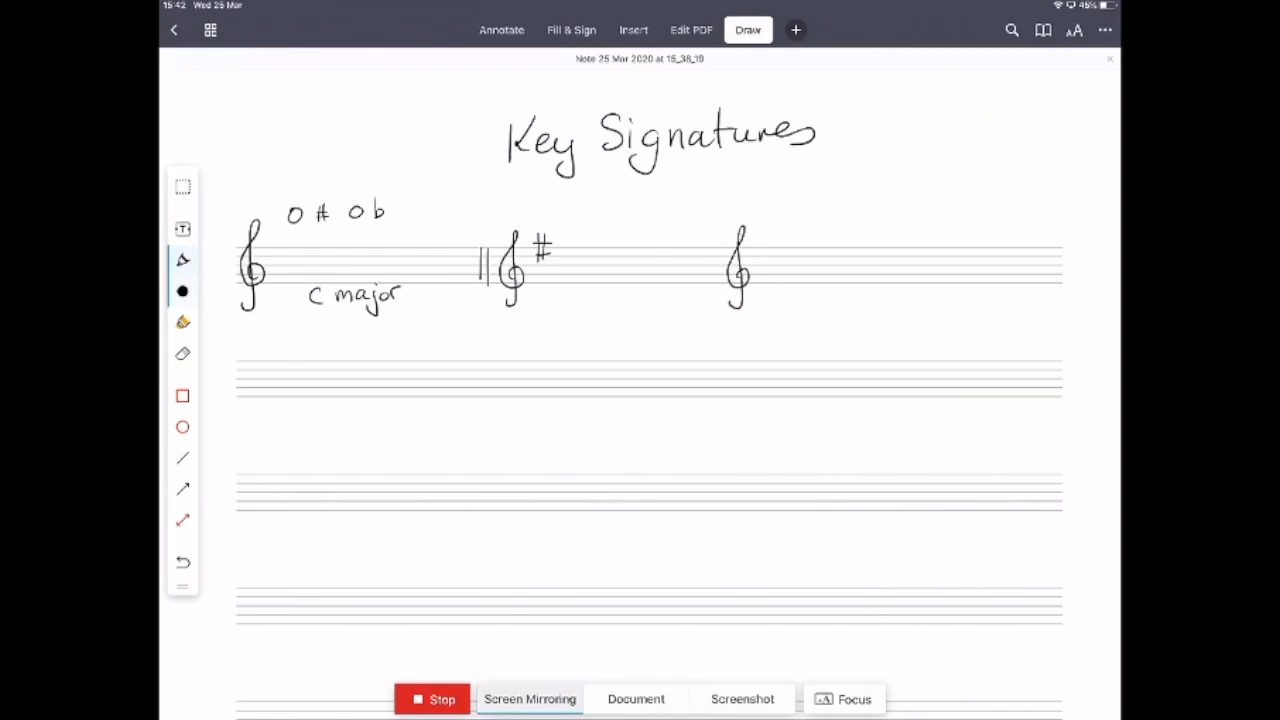 15:42 Wed 25 Mar 45%
Annotate Fill & Sign Insert Edit PDF Draw +
Note 25 Mar 2020 at 15_38_19
Key Signatures
0 # 0 b
#
C major
Stop Screen Mirroring Document Screenshot Focus